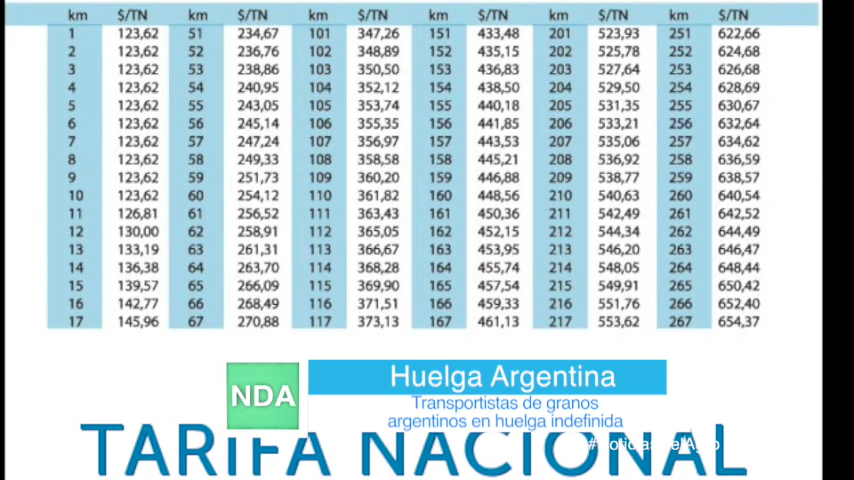 km $/TN km $/TN km $/TN km $/TN km $/TN km $/TN
1 123,62 51 234,67 101 347,26 151 433,48 201 523,93 251 622,66
2 123,62 52 236,76 102 348,89 152 435,15 202 525,78 252 624,68
3 123,62 53 238,86 103 350,50 153 436,83 203 527,64 253 626,68
4 123,62 54 240,95 104 352,12 154 438,50 204 529,50 254 628,69
5 123,62 55 243,05 105 353,74 155 440,18 205 531,35 255 630,67
6 123,62 56 245,14 106 355,35 156 441,85 206 533,21 256 632,64
7 123,62 57 247,24 107 356,97 157 443,53 207 535,06 257 634,62
8 123,62 58 249,33 108 358,58 158 445,21 208 536,92 258 636,59
9 123,62 59 251,73 109 360,20 159 446,88 209 538,77 259 638,57
10 123,62 60 254,12 110 361,82 160 448,56 210 540,63 260 640,54
11 126,81 61 256,52 111 363,43 161 450,36 211 542,49 261 642,52
12 130,00 62 258,91 112 365,05 162 452,15 212 544,34 262 644,49
13 133,19 63 261,31 113 366,67 163 453,95 213 546,20 263 646,47
14 136,38 64 263,70 114 368,28 164 455,74 214 548,05 264 648,44
15 139,57 65 266,09 115 369,90 165 457,54 215 549,91 265 650,42
16 142,77 66 268,49 116 371,51 166 459,33 216 551,76 266 652,40
17 145,96 67 270,88 117 373,13 167 461,13 217 553,62 267 654,37
NDA
Huelga Argentina
Transportistas de granos
argentinos en huelga indefinida
TARIFA NACIONAL